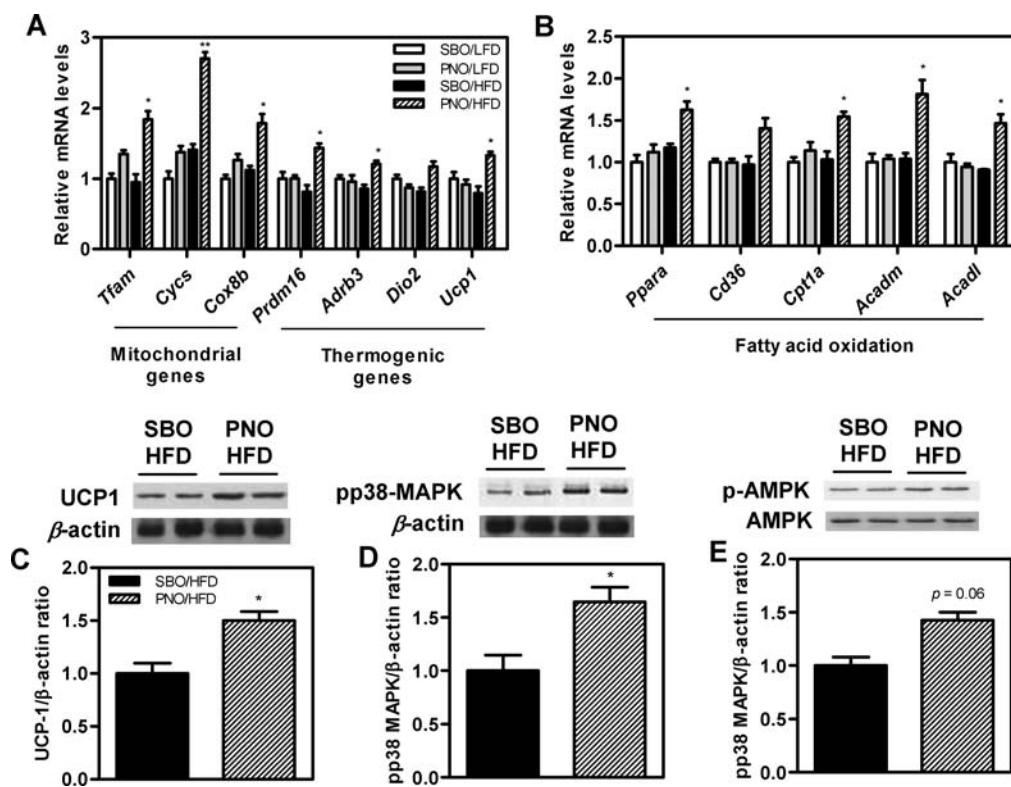 A
Relative mRNA levels
3
2
1
0
**
*
*
*
*
*
SBO/LFD
PNO/LFD
SBO/HFD
PNO/HFD
Tfam
Cycs
Cox8b
Prdm16
Adrb3
Dio2
Ucp1
Mitochondrial
genes
Thermogenic
genes
B
Relative mRNA levels
2.5
2.0
1.5
1.0
0.5
0.0
*
*
*
*
Ppara
Cd36
Cpt1a
Acadm
Acadl
Fatty acid oxidation
SBO PNO
HFD HFD
UCP1
β-actin
C
UCP-1/β-actin ratio
2.0
1.5
1.0
0.5
0.0
SBO/HFD
PNO/HFD
*
SBO PNO
HFD HFD
pp38-MAPK
β-actin
D
pp38 MAPK/β-actin ratio
2.0
1.5
1.0
0.5
0.0
*
SBO PNO
HFD HFD
p-AMPK
AMPK
E
pp38 MAPK/β-actin ratio
2.0
1.5
1.0
0.5
0.0
p = 0.06